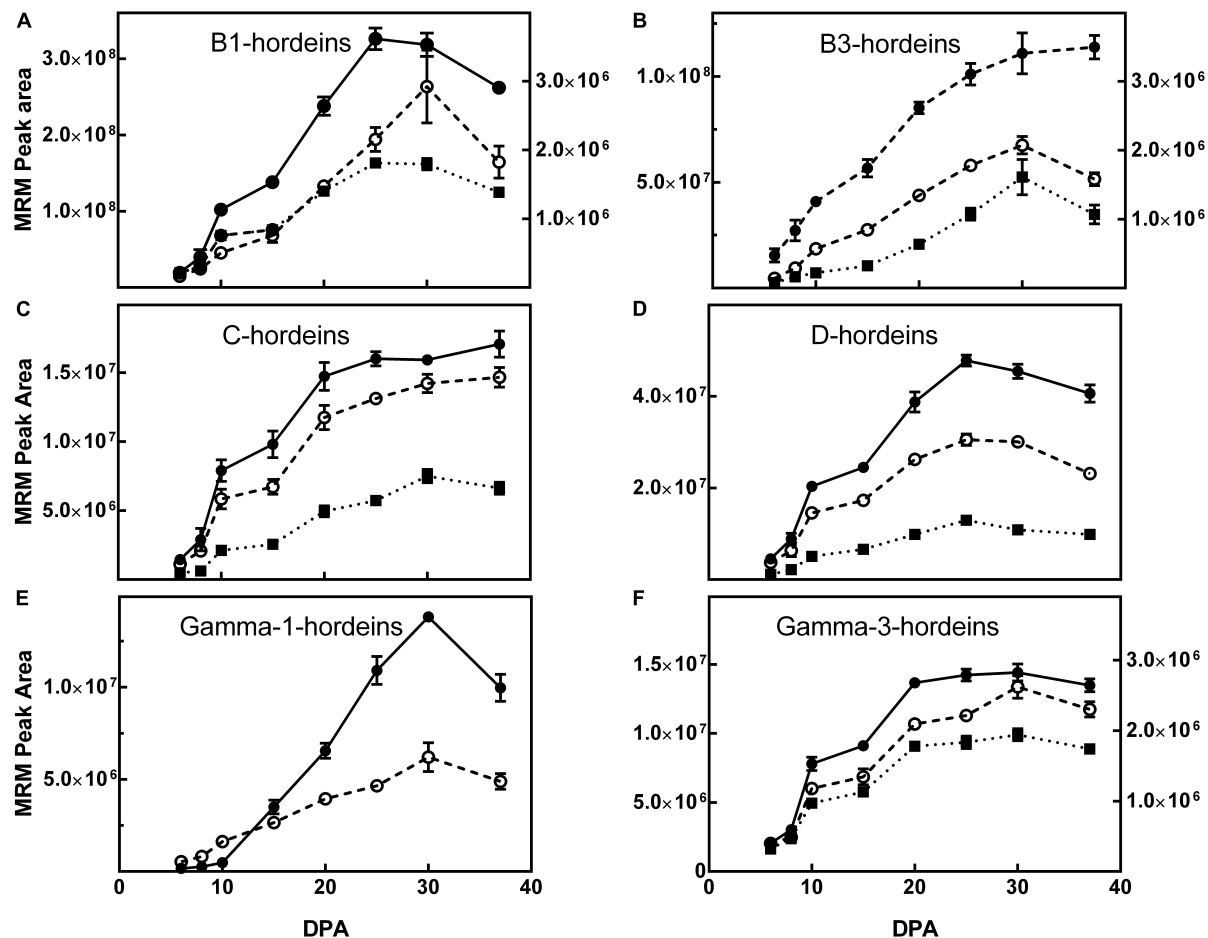 A
B1-hordeins
3.0×10⁸
2.0×10⁸
1.0×10⁸
3.0×10⁶
2.0×10⁶
1.0×10⁶
MRM Peak area
B
B3-hordeins
1.0×10⁸
5.0×10⁷
3.0×10⁶
2.0×10⁶
1.0×10⁶
C
C-hordeins
1.5×10⁷
1.0×10⁷
5.0×10⁶
MRM Peak Area
D
D-hordeins
4.0×10⁷
2.0×10⁷
E
Gamma-1-hordeins
1.0×10⁷
5.0×10⁶
MRM Peak Area
0 10 20 30 40
DPA
F
Gamma-3-hordeins
1.5×10⁷
1.0×10⁷
5.0×10⁶
0
3.0×10⁶
2.0×10⁶
1.0×10⁶
0 10 20 30 40
DPA